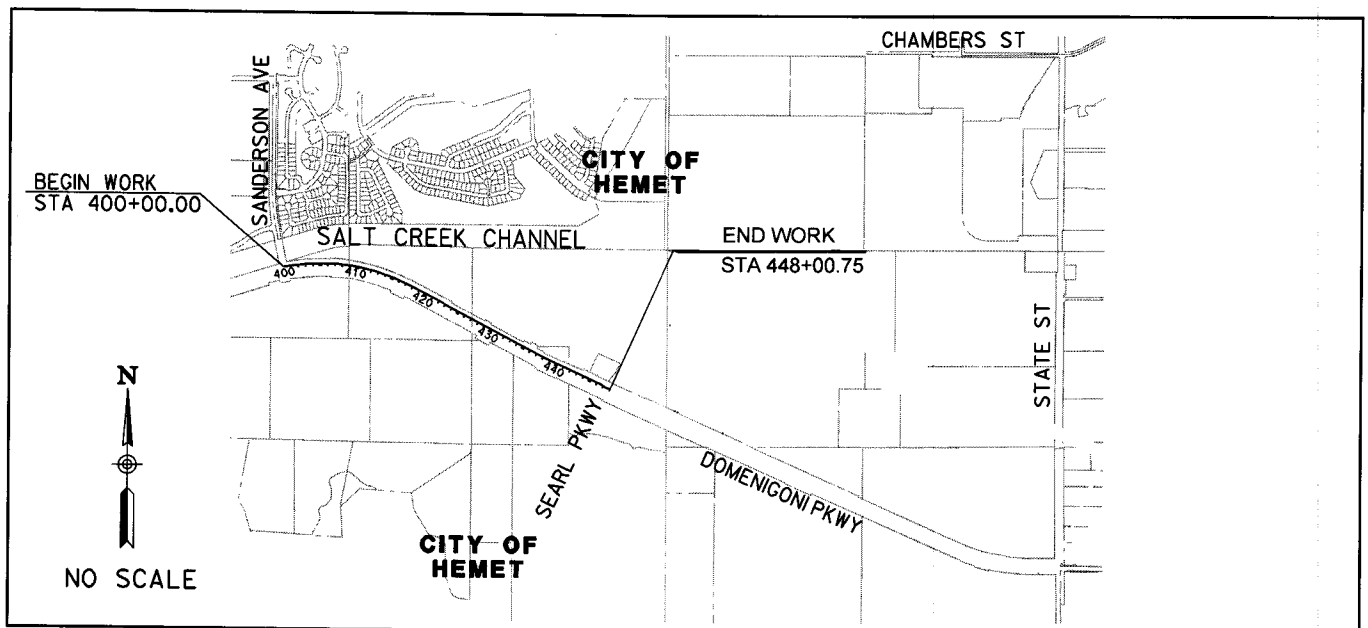 CHAMBERS ST
SANDERSON AVE
CITY OF
HEMET
BEGIN WORK
STA 400+00.00
SALT CREEK CHANNEL
END WORK
STA 448+00.75
400
410
420
430
440
STATE ST
N
SEARL PKWY
DOMENIGONI PKWY
CITY OF
HEMET
NO SCALE